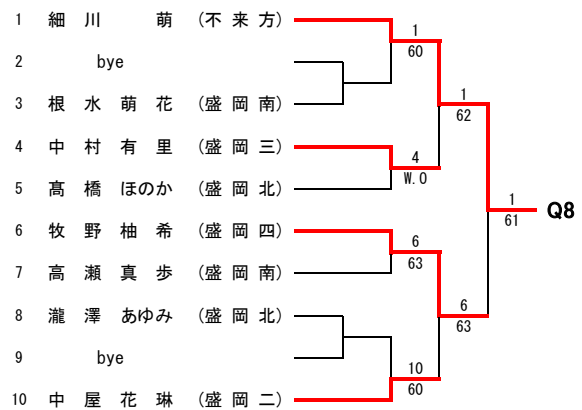 1 細川 萌 (不来方)
1
60
2 bye
1
62
3 根水萌花 (盛岡南)
4 中村有里 (盛岡三)
4
W.O
5 髙橋ほのか (盛岡北)
1
61
Q8
6 牧野柚希 (盛岡四)
6
63
7 高瀬真歩 (盛岡南)
6
63
8 瀧澤あゆみ (盛岡北)
9 bye
10
60
10 中屋花琳 (盛岡二)